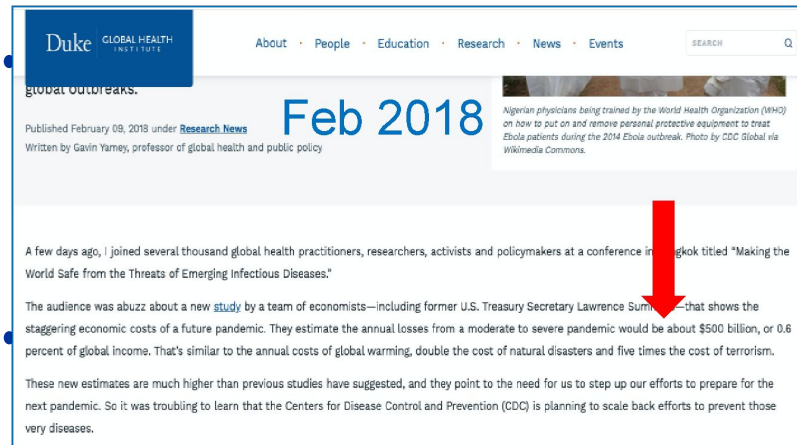 Duke GLOBAL HEALTH
INSTITUTE
About · People · Education · Research · News · Events
SEARCH
global outbreaks.
Feb 2018
Published February 09, 2018 under Research News
Written by Gavin Yamey, professor of global health and public policy
Nigerian physicians being trained by the World Health Organization (WHO)
on how to put on and remove personal protective equipment to treat
Ebola patients during the 2014 Ebola outbreak. Photo by CDC Global via
Wikimedia Commons.
A few days ago, I joined several thousand global health practitioners, researchers, activists and policymakers at a conference in gkok titled “Making the
World Safe from the Threats of Emerging Infectious Diseases.”
The audience was abuzz about a new study by a team of economists—including former U.S. Treasury Secretary Lawrence Sum —that shows the
staggering economic costs of a future pandemic. They estimate the annual losses from a moderate to severe pandemic would be about $500 billion, or 0.6
percent of global income. That’s similar to the annual costs of global warming, double the cost of natural disasters and five times the cost of terrorism.
These new estimates are much higher than previous studies have suggested, and they point to the need for us to step up our efforts to prepare for the
next pandemic. So it was troubling to learn that the Centers for Disease Control and Prevention (CDC) is planning to scale back efforts to prevent those
very diseases.